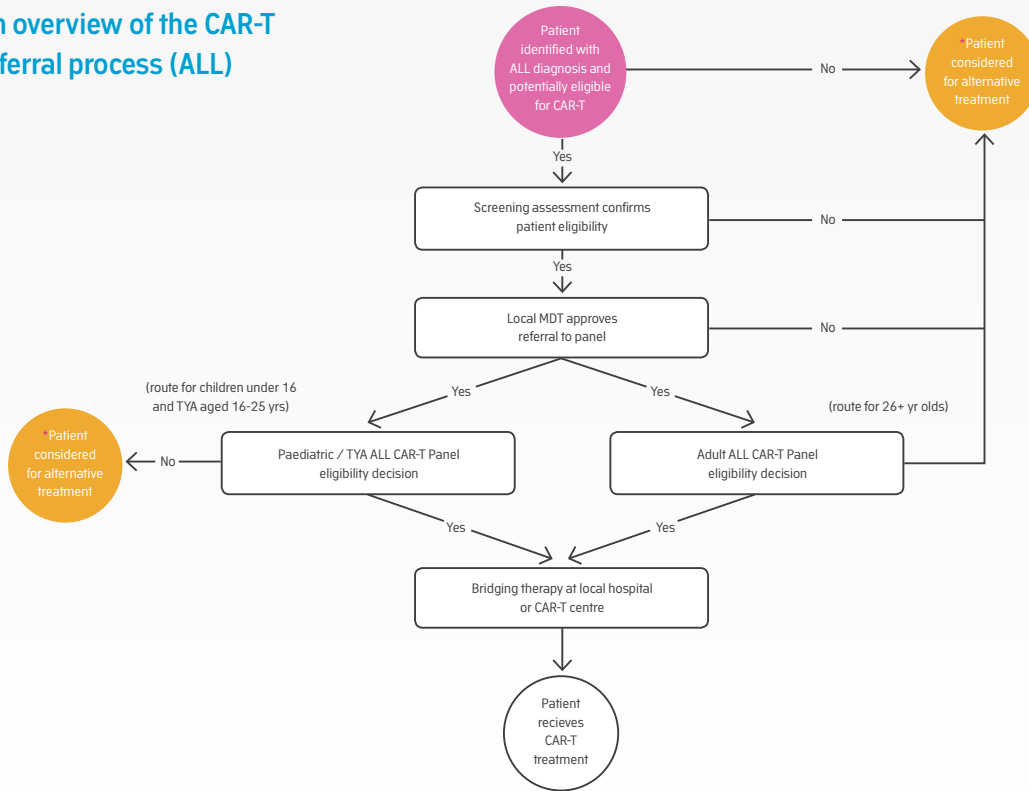 n overview of the CAR-T
ferral process (ALL)
Patient
identified with
ALL diagnosis and
potentially eligible
for CAR-T
No
*Patient
considered
for alternative
treatment
Yes
Screening assessment confirms
patient eligibility
No
Yes
Local MDT approves
referral to panel
No
(route for children under 16
and TYA aged 16-25 yrs)
Yes
Yes
(route for 26+ yr olds)
*Patient
considered
for alternative
treatment
No
Paediatric / TYA ALL CAR-T Panel
eligibility decision
Adult ALL CAR-T Panel
eligibility decision
Yes
Yes
Bridging therapy at local hospital
or CAR-T centre
Patient
recieves
CAR-T
treatment